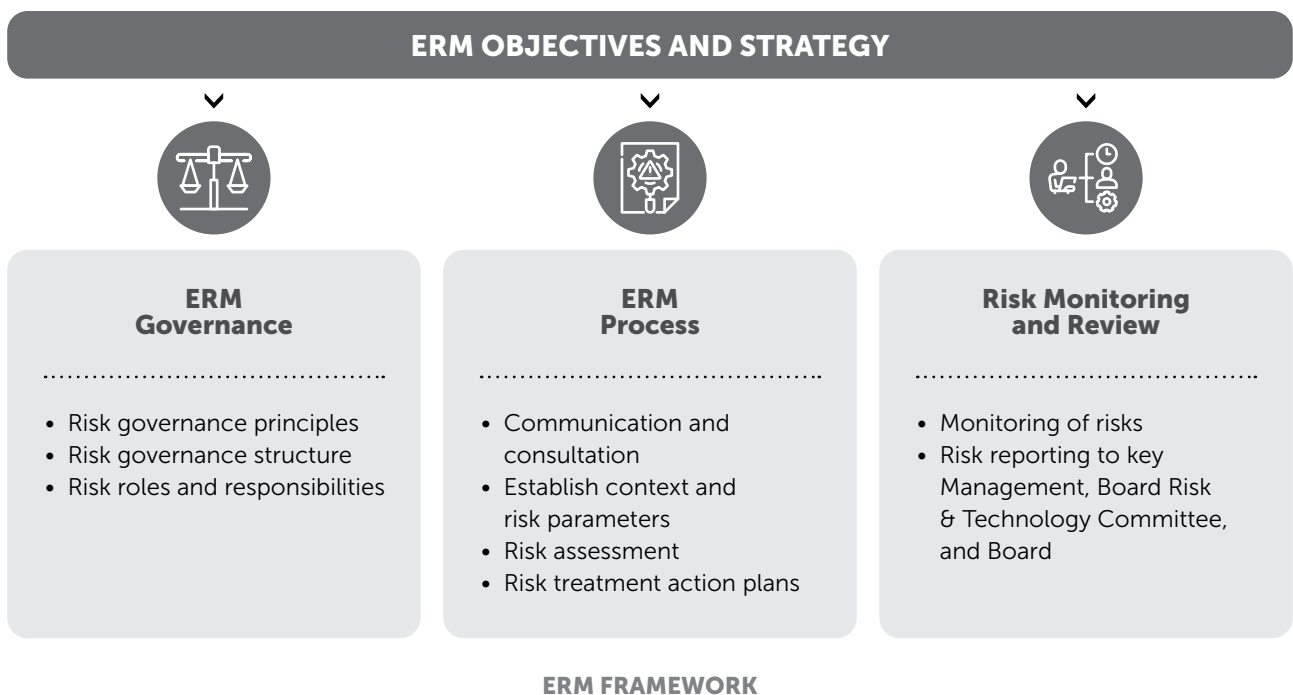 ERM OBJECTIVES AND STRATEGY
ERM
Governance
• Risk governance principles
• Risk governance structure
• Risk roles and responsibilities
ERM
Process
• Communication and
consultation
• Establish context and
risk parameters
• Risk assessment
• Risk treatment action plans
Risk Monitoring
and Review
• Monitoring of risks
• Risk reporting to key
Management, Board Risk
& Technology Committee,
and Board
ERM FRAMEWORK